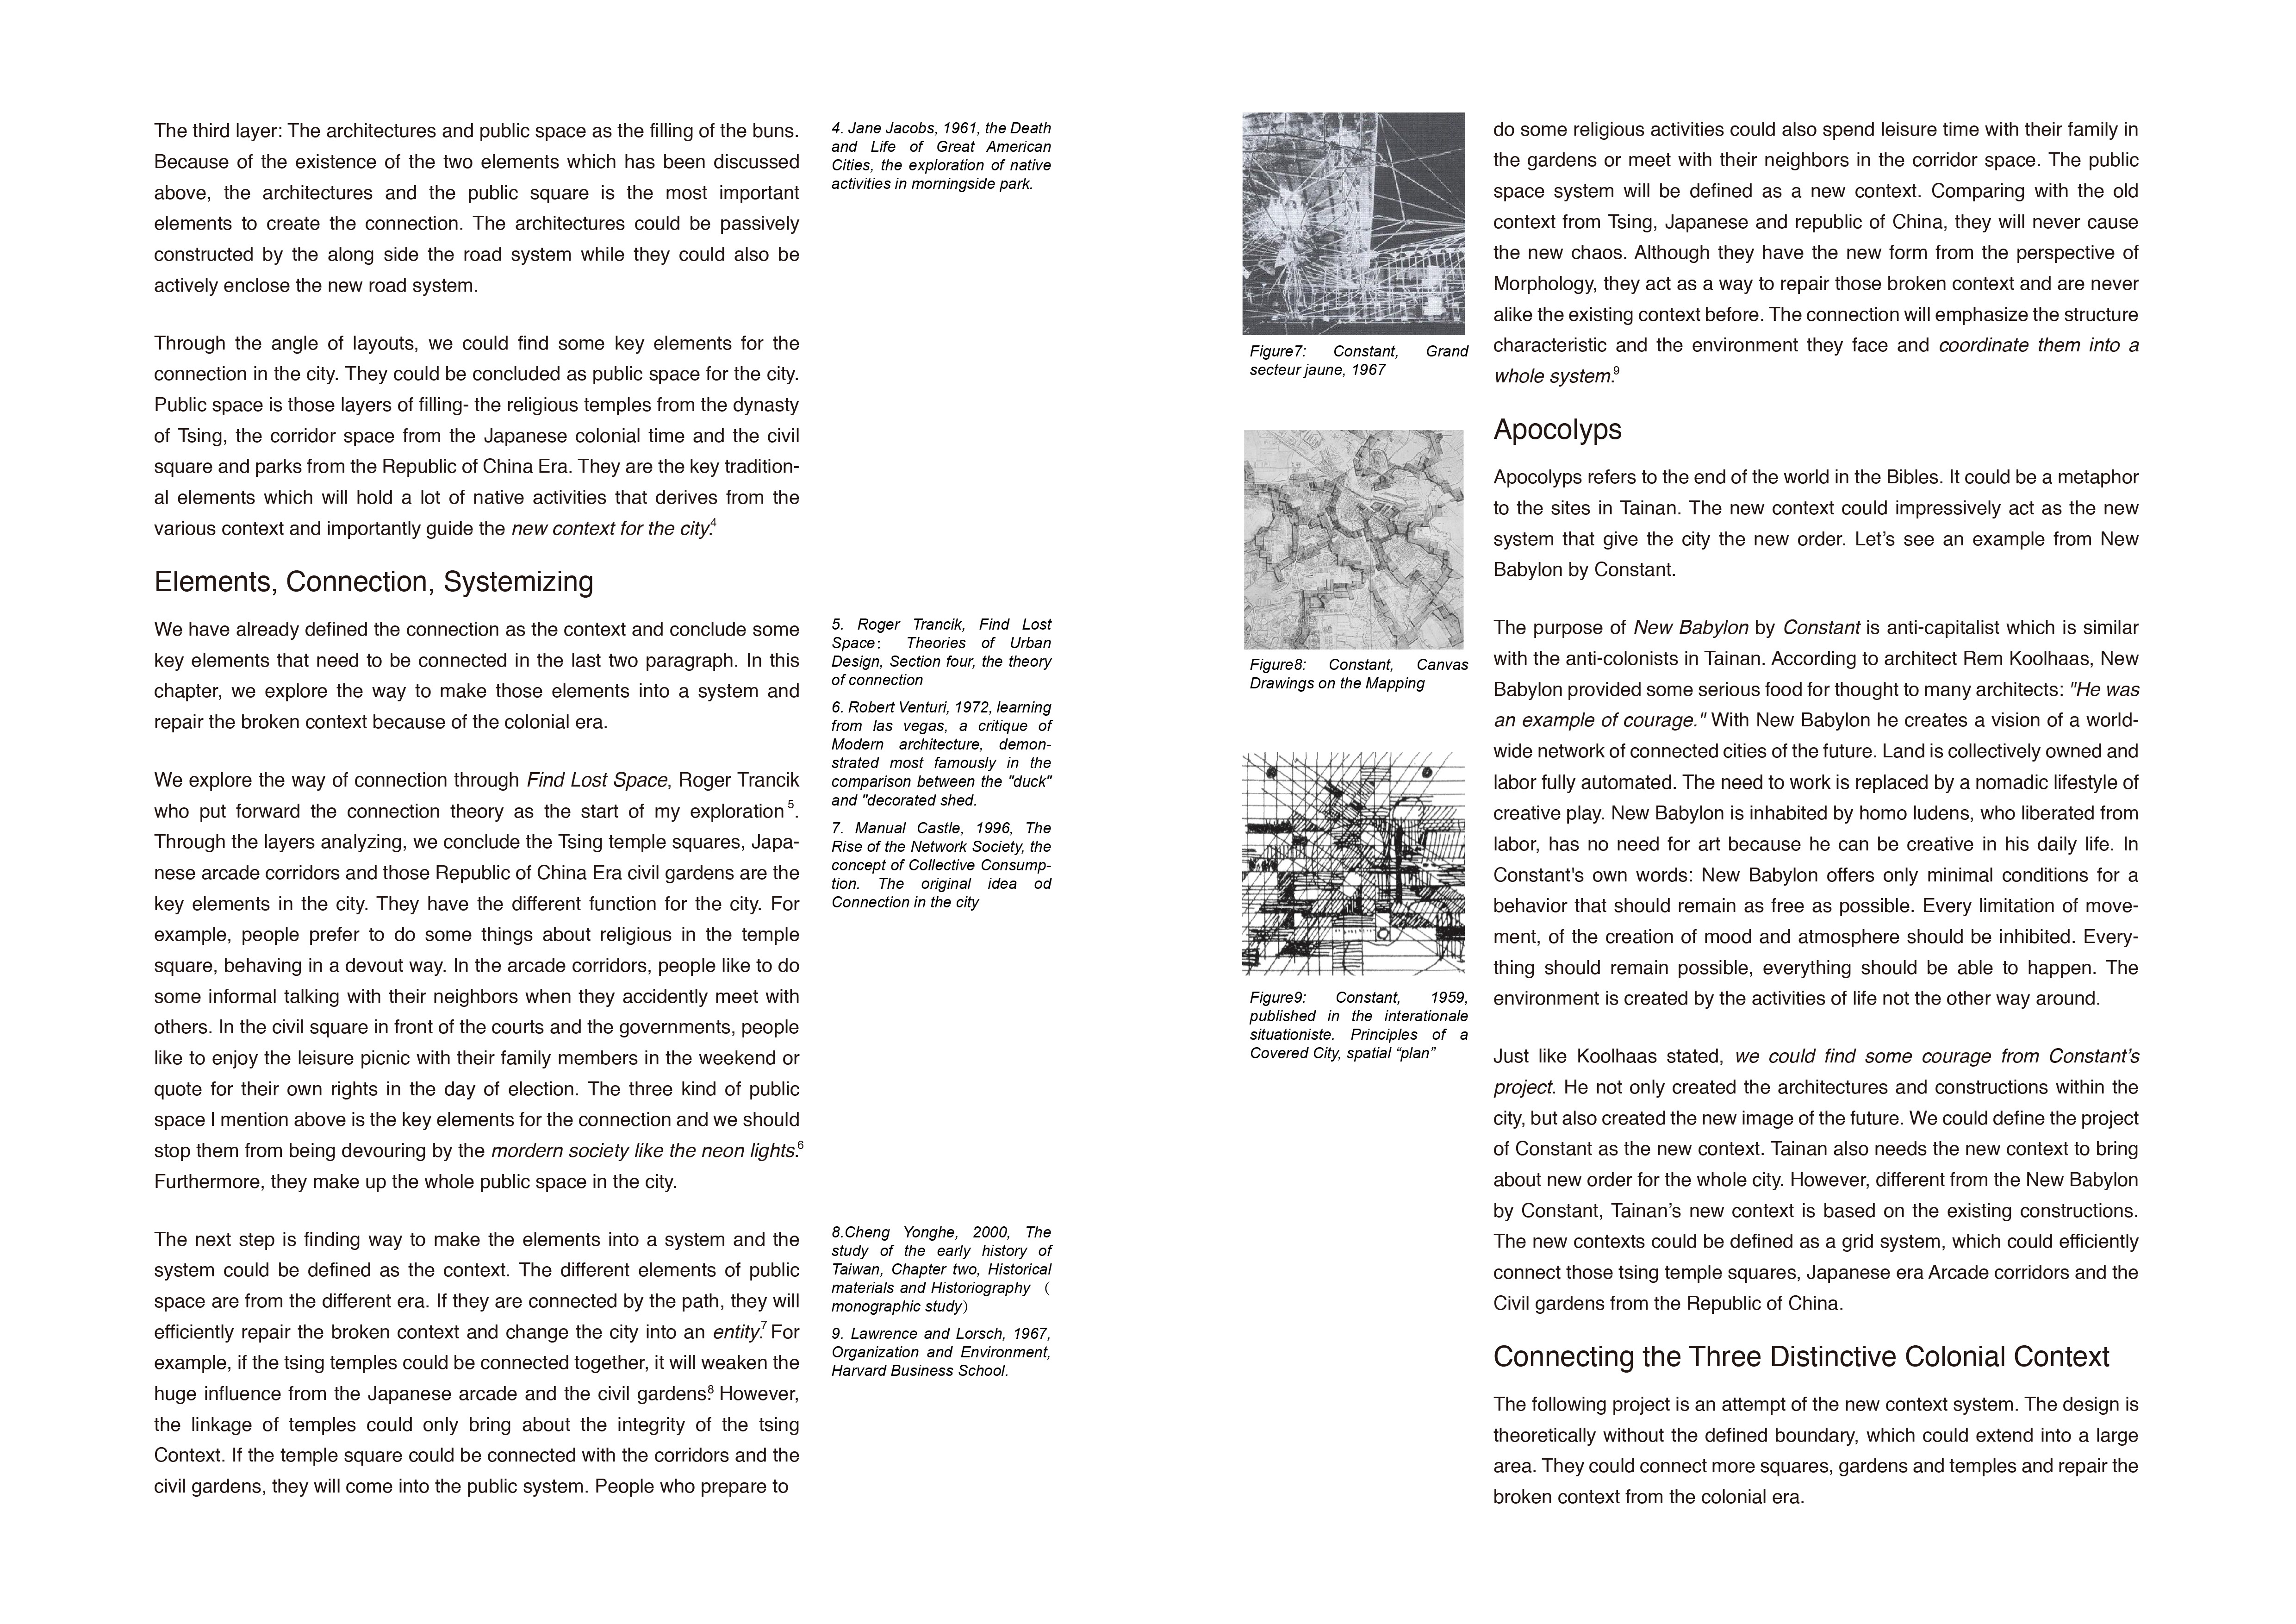 The third layer: The architectures and public space as the filling of the buns.
Because of the existence of the two elements which has been discussed
above, the architectures and the public square is the most important
elements to create the connection. The architectures could be passively
constructed by the along side the road system while they could also be
actively enclose the new road system.
Through the angle of layouts, we could find some key elements for the
connection in the city. They could be concluded as public space for the city.
Public space is those layers of filling- the religious temples from the dynasty
of Tsing, the corridor space from the Japanese colonial time and the civil
square and parks from the Republic of China Era. They are the key tradition-
al elements which will hold a lot of native activities that derives from the
various context and importantly guide the new context for the city.4
4. Jane Jacobs, 1961, the Death
and Life of Great American
Cities, the exploration of native
activities in morningside park.
Elements, Connection, Systemizing
We have already defined the connection as the context and conclude some
key elements that need to be connected in the last two paragraph. In this
chapter, we explore the way to make those elements into a system and
repair the broken context because of the colonial era.
We explore the way of connection through Find Lost Space, Roger Trancik
who put forward the connection theory as the start of my exploration 5.
Through the layers analyzing, we conclude the Tsing temple squares, Japa-
nese arcade corridors and those Republic of China Era civil gardens are the
key elements in the city. They have the different function for the city. For
example, people prefer to do some things about religious in the temple
square, behaving in a devout way. In the arcade corridors, people like to do
some informal talking with their neighbors when they accidently meet with
others. In the civil square in front of the courts and the governments, people
like to enjoy the leisure picnic with their family members in the weekend or
quote for their own rights in the day of election. The three kind of public
space I mention above is the key elements for the connection and we should
stop them from being devouring by the mordern society like the neon lights.6
Furthermore, they make up the whole public space in the city.
5. Roger Trancik, Find Lost
Space: Theories of Urban
Design, Section four, the theory
of connection
6. Robert Venturi, 1972, learning
from las vegas, a critique of
Modern architecture, demon-
strated most famously in the
comparison between the "duck"
and "decorated shed.
7. Manual Castle, 1996, The
Rise of the Network Society, the
concept of Collective Consump-
tion. The original idea od
Connection in the city
The next step is finding way to make the elements into a system and the
system could be defined as the context. The different elements of public
space are from the different era. If they are connected by the path, they will
efficiently repair the broken context and change the city into an entity.7 For
example, if the tsing temples could be connected together, it will weaken the
huge influence from the Japanese arcade and the civil gardens.8 However,
the linkage of temples could only bring about the integrity of the tsing
Context. If the temple square could be connected with the corridors and the
civil gardens, they will come into the public system. People who prepare to
8.Cheng Yonghe, 2000, The
study of the early history of
Taiwan, Chapter two, Historical
materials and Historiography （
monographic study）
9. Lawrence and Lorsch, 1967,
Organization and Environment,
Harvard Business School.
Figure7: Constant, Grand
secteur jaune, 1967
Figure8: Constant, Canvas
Drawings on the Mapping
Figure9: Constant, 1959,
published in the interationale
situationiste. Principles of a
Covered City, spatial “plan”
do some religious activities could also spend leisure time with their family in
the gardens or meet with their neighbors in the corridor space. The public
space system will be defined as a new context. Comparing with the old
context from Tsing, Japanese and republic of China, they will never cause
the new chaos. Although they have the new form from the perspective of
Morphology, they act as a way to repair those broken context and are never
alike the existing context before. The connection will emphasize the structure
characteristic and the environment they face and coordinate them into a
whole system.9
Apocolyps
Apocolyps refers to the end of the world in the Bibles. It could be a metaphor
to the sites in Tainan. The new context could impressively act as the new
system that give the city the new order. Let’s see an example from New
Babylon by Constant.
The purpose of New Babylon by Constant is anti-capitalist which is similar
with the anti-colonists in Tainan. According to architect Rem Koolhaas, New
Babylon provided some serious food for thought to many architects: "He was
an example of courage." With New Babylon he creates a vision of a world-
wide network of connected cities of the future. Land is collectively owned and
labor fully automated. The need to work is replaced by a nomadic lifestyle of
creative play. New Babylon is inhabited by homo ludens, who liberated from
labor, has no need for art because he can be creative in his daily life. In
Constant's own words: New Babylon offers only minimal conditions for a
behavior that should remain as free as possible. Every limitation of move-
ment, of the creation of mood and atmosphere should be inhibited. Every-
thing should remain possible, everything should be able to happen. The
environment is created by the activities of life not the other way around.
Just like Koolhaas stated, we could find some courage from Constant’s
project. He not only created the architectures and constructions within the
city, but also created the new image of the future. We could define the project
of Constant as the new context. Tainan also needs the new context to bring
about new order for the whole city. However, different from the New Babylon
by Constant, Tainan’s new context is based on the existing constructions.
The new contexts could be defined as a grid system, which could efficiently
connect those tsing temple squares, Japanese era Arcade corridors and the
Civil gardens from the Republic of China.
Connecting the Three Distinctive Colonial Context
The following project is an attempt of the new context system. The design is
theoretically without the defined boundary, which could extend into a large
area. They could connect more squares, gardens and temples and repair the
broken context from the colonial era.